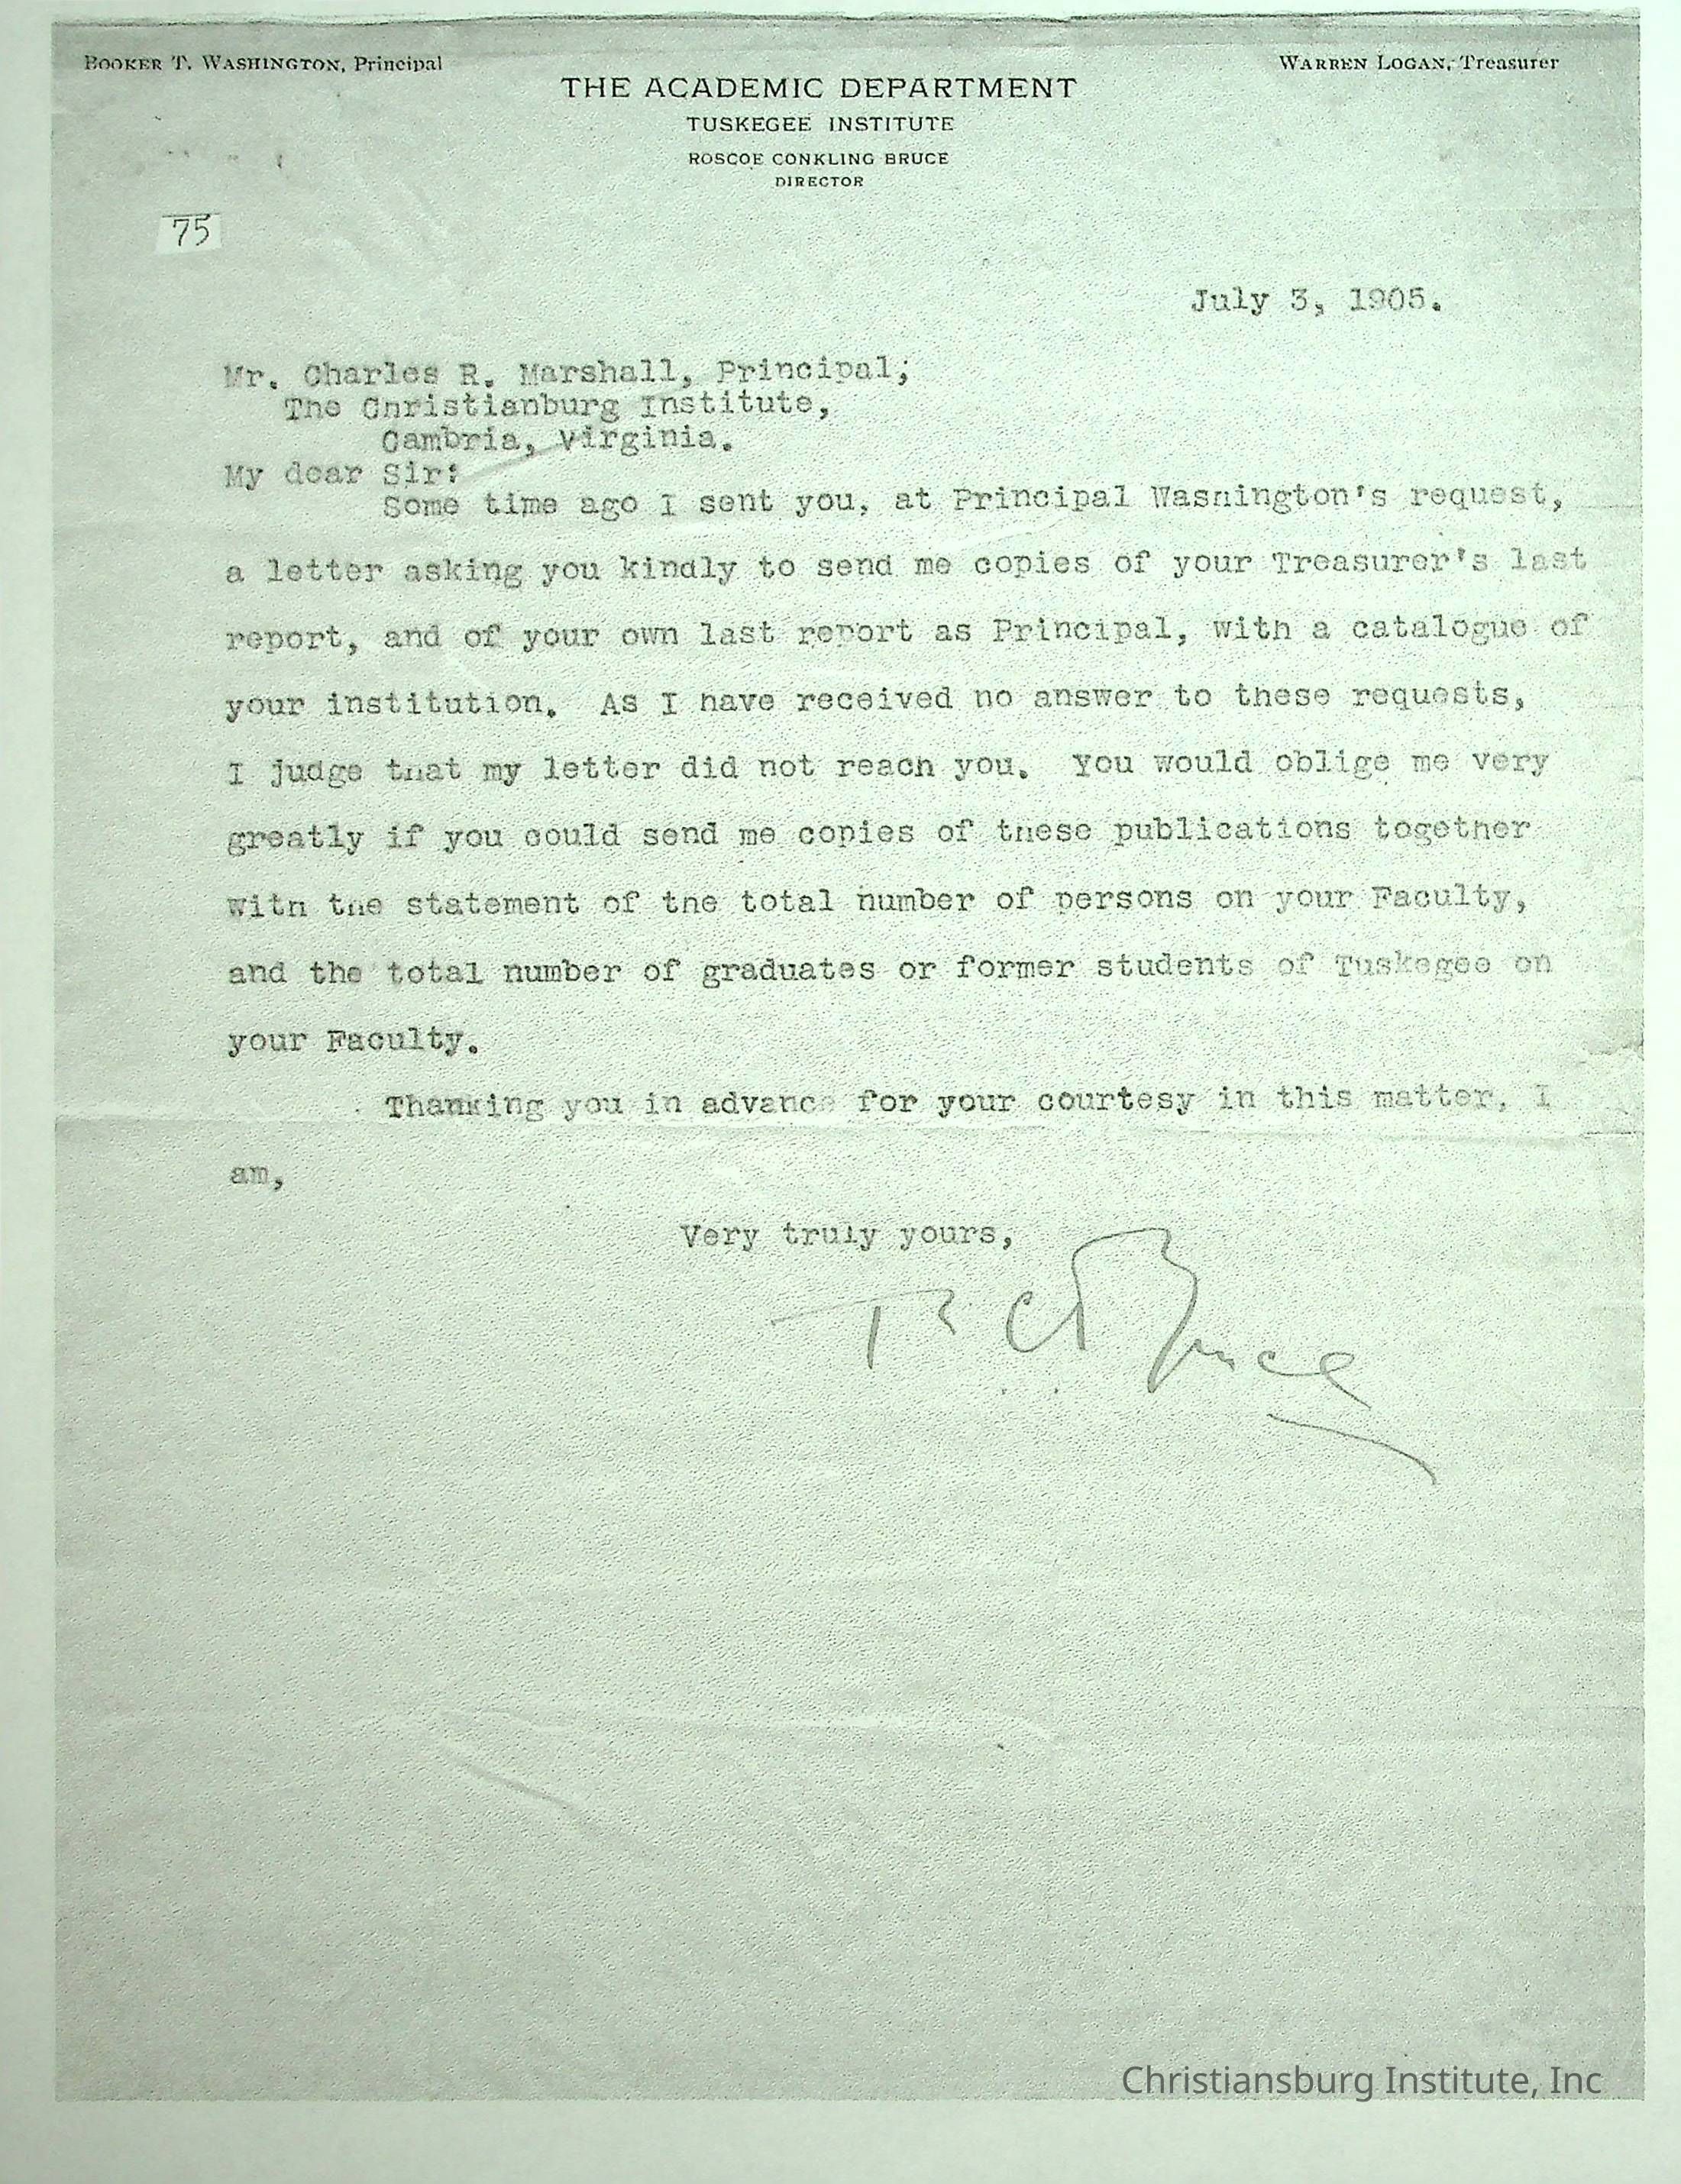 BOOKER T. WASHINGTON, Principal
WARREN LOGAN, Treasurer
THE ACADEMIC DEPARTMENT
TUSKEGEE INSTITUTE
ROSCOE CONKLING BRUCE
DIRECTOR
75
July 3, 1905.
Mr. Charles R. Marshall, Principal;
The Christianburg Institute,
Cambria, Virginia.
My dear Sir:
Some time ago I sent you, at Principal Washington's request,
a letter asking you kindly to send me copies of your Treasurer's last
report, and of your own last report as Principal, with a catalogue of
your institution. As I have received no answer to these requests,
I judge that my letter did not reach you. You would oblige me very
greatly if you could send me copies of these publications together
with the statement of the total number of persons on your Faculty,
and the total number of graduates or former students of Tuskegee on
your Faculty.
Thanking you in advance for your courtesy in this matter, I
am,
Very truly yours,
R C Bruce
Christiansburg Institute, Inc